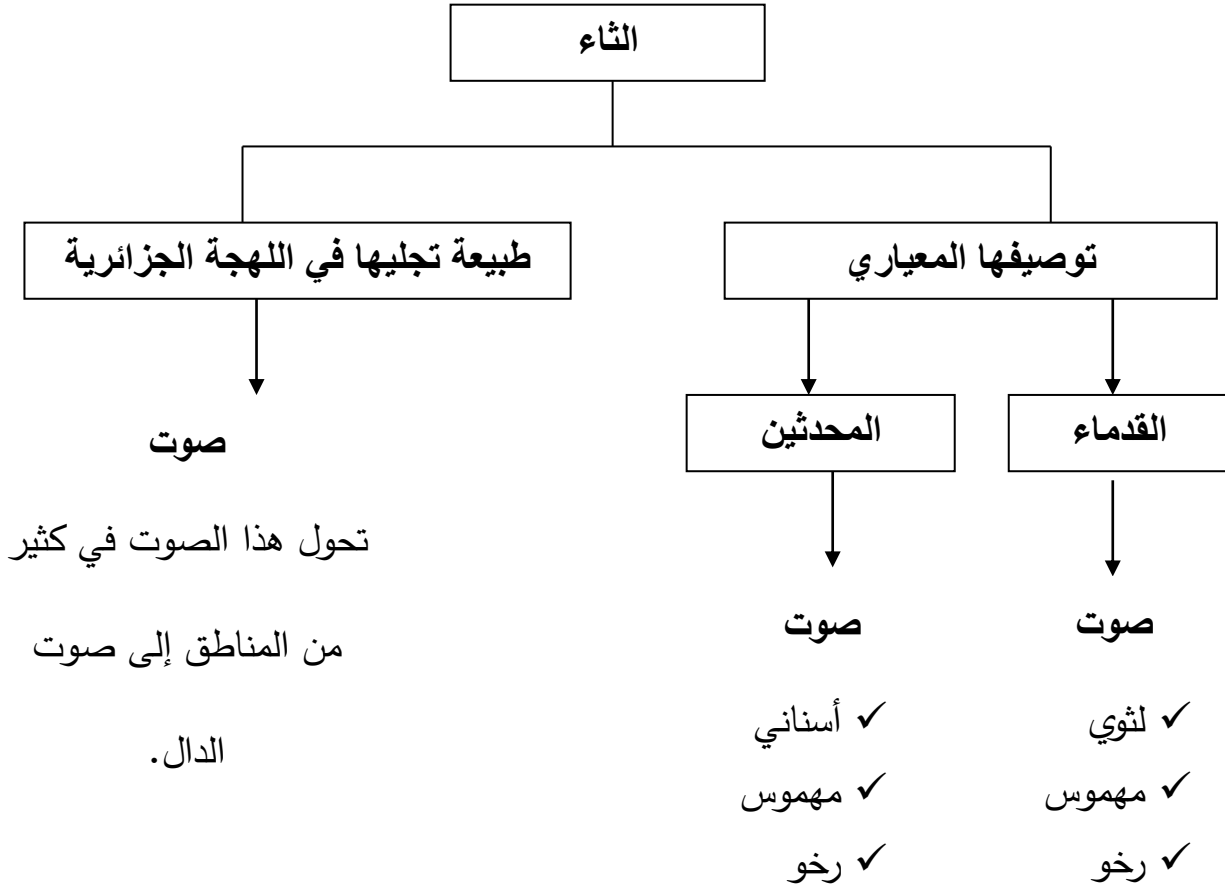 الثاء
توصيفها المعياري
طبيعة تجليها في اللهجة الجزائرية
القدماء
المحدثين
صوت
✓ لثوي
✓ مهموس
✓ رخو
صوت
✓ أسناني
✓ مهموس
✓ رخو
صوت
تحول هذا الصوت في كثير
من المناطق إلى صوت
الدال.